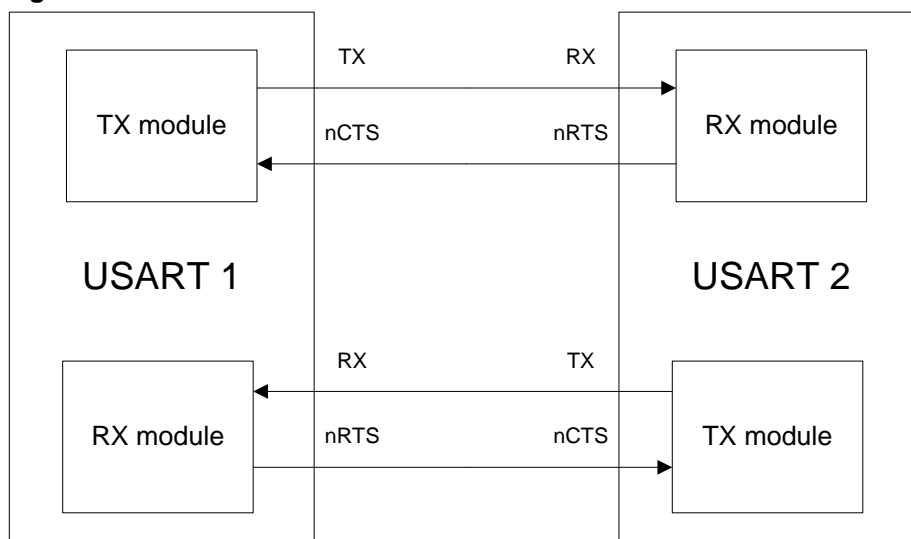 TX RX
TX module
nCTS nRTS
RX module
USART 1
USART 2
RX TX
RX module
nRTS nCTS
TX module